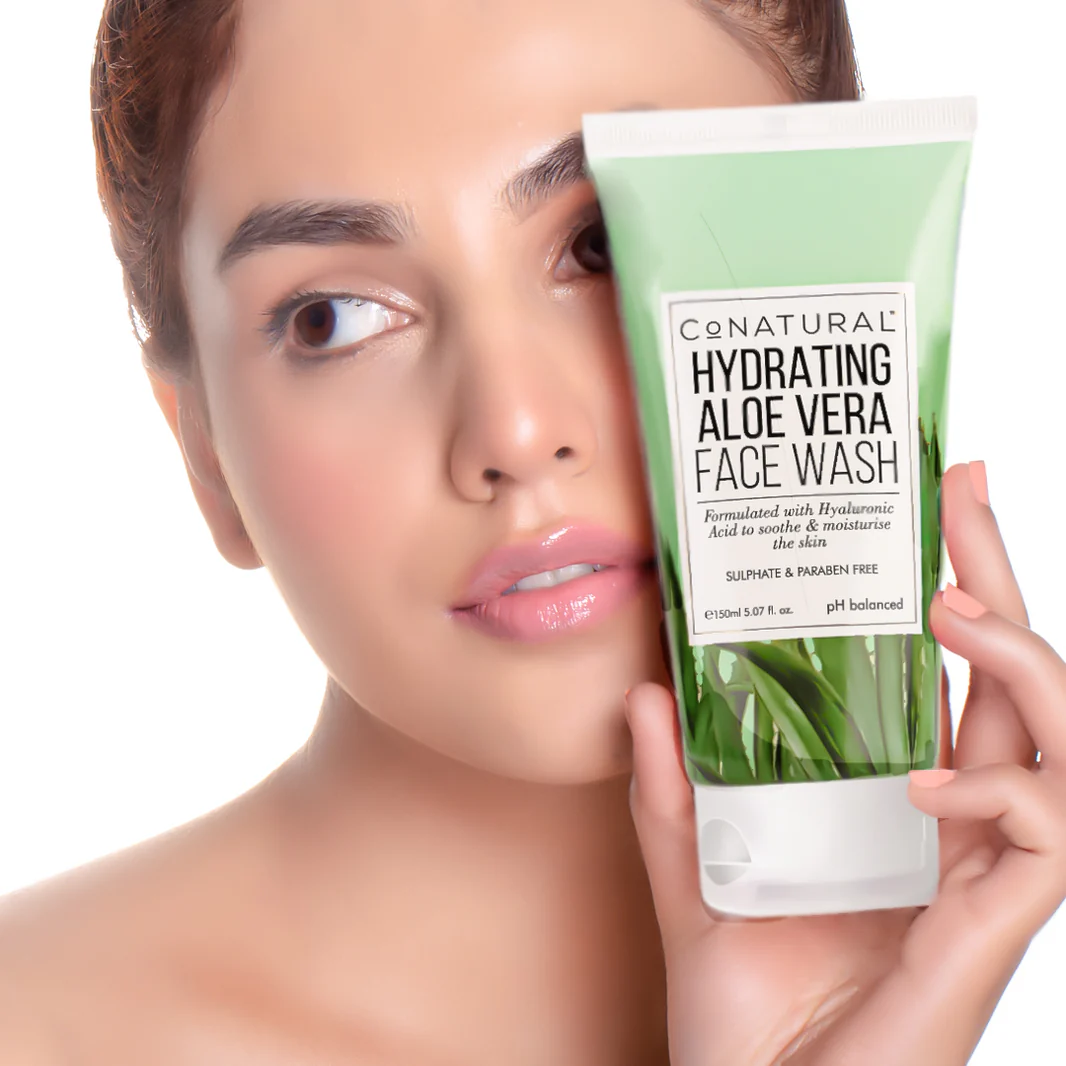 CoNATURAL™
HYDRATING
ALOE VERA
FACE WASH
Formulated with Hyaluronic
Acid to soothe & moisturise
the skin
SULPHATE & PARABEN FREE
℮150ml 5.07 fl. oz. pH balanced